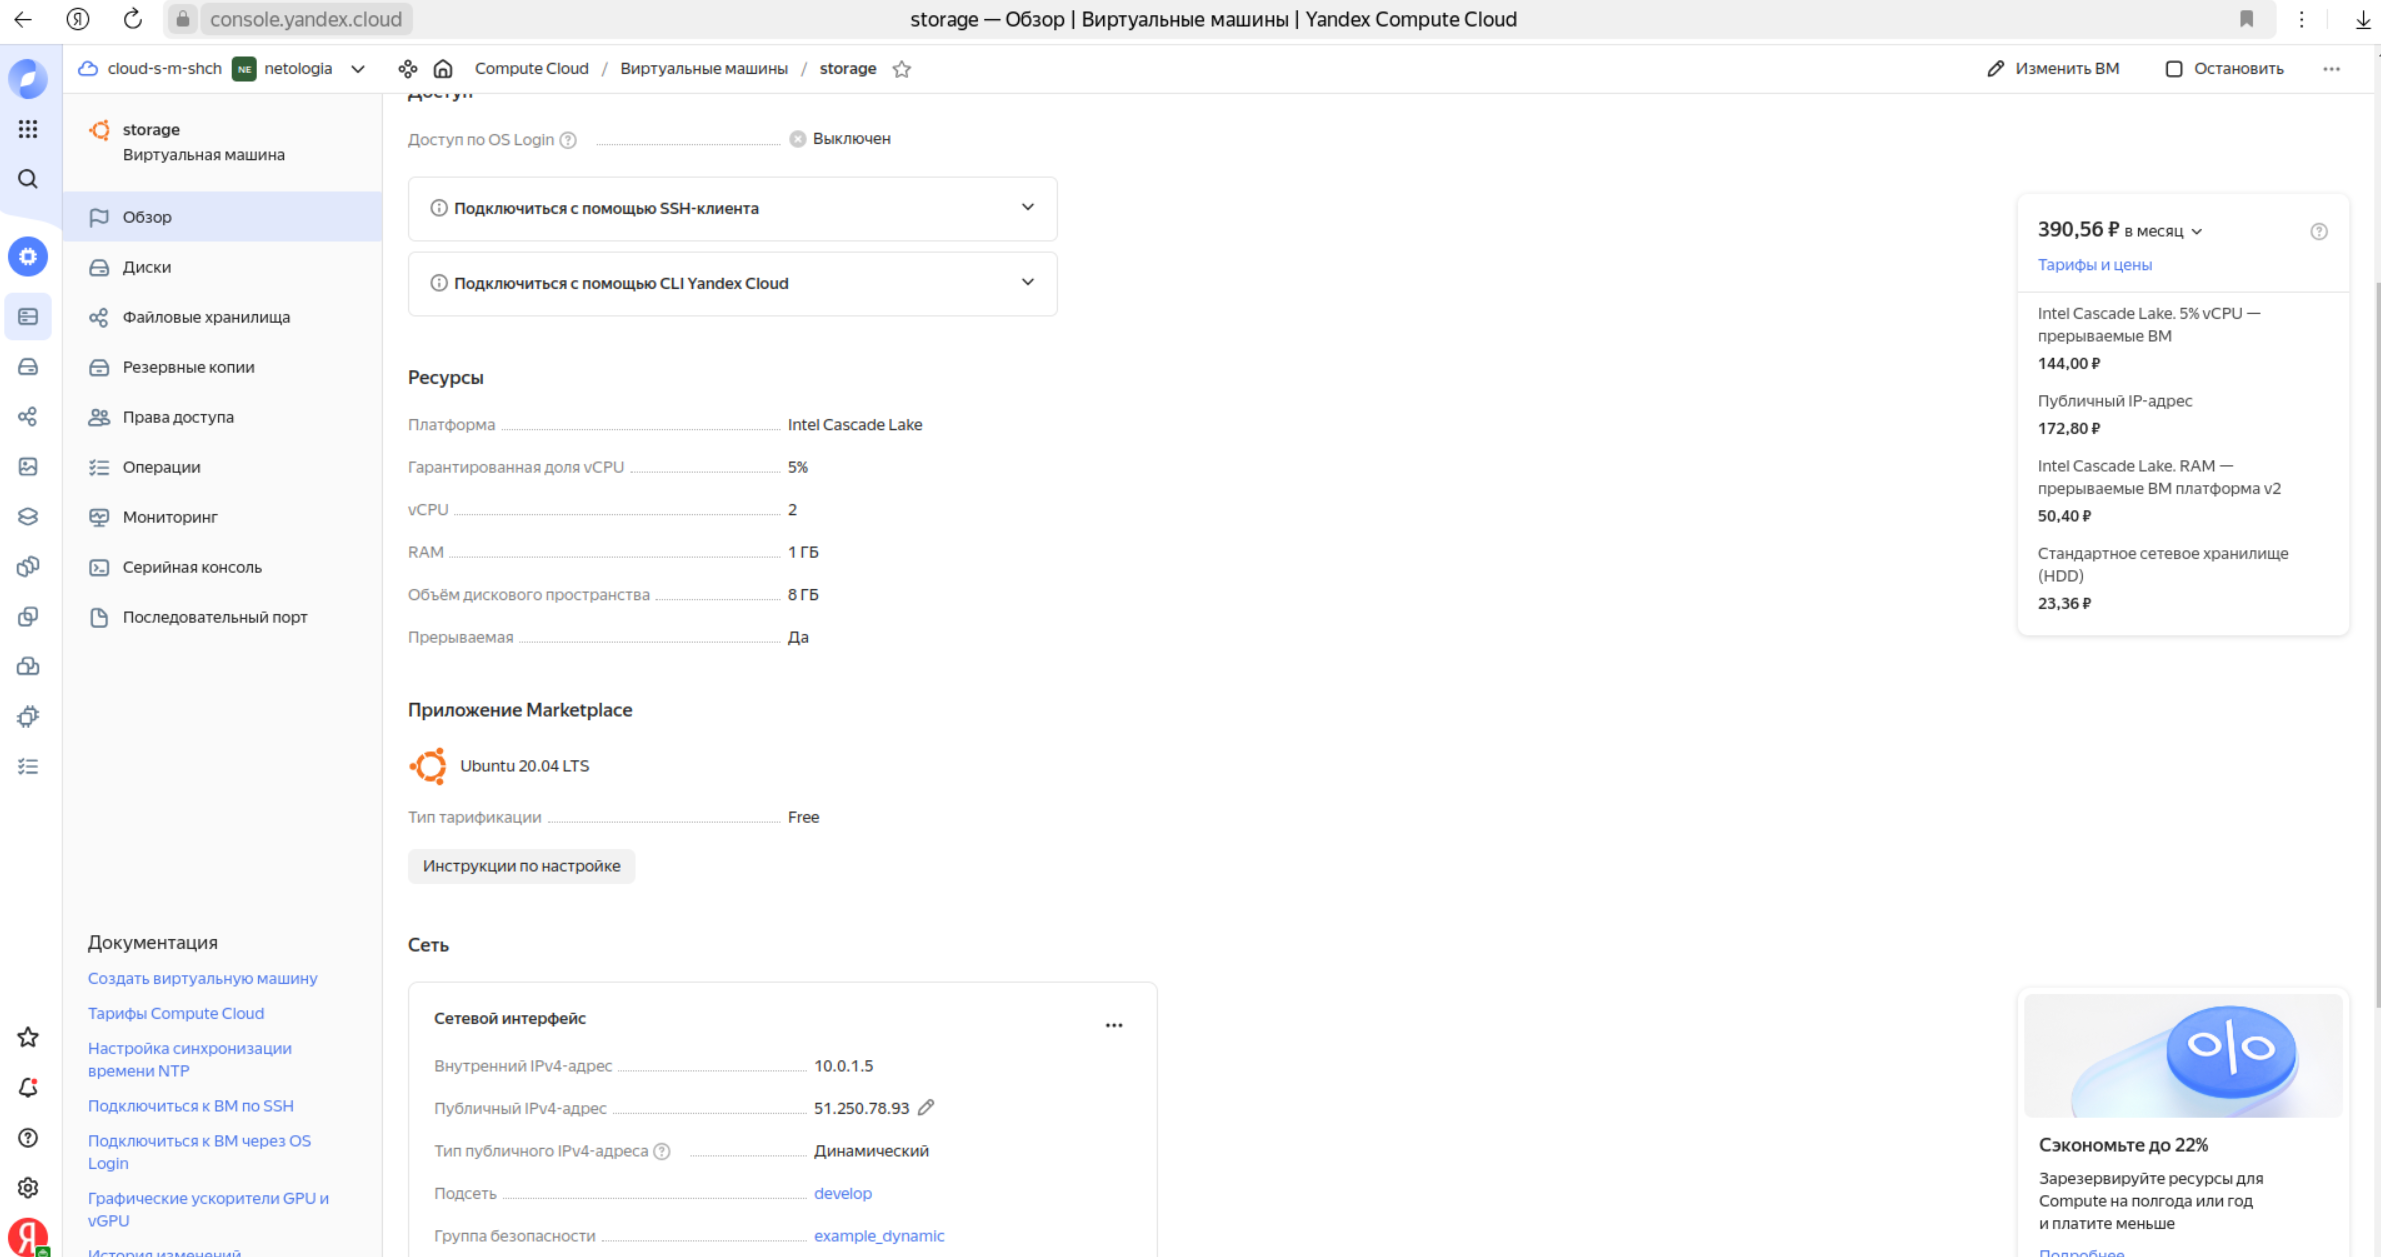 console.yandex.cloud
storage — Обзор | Виртуальные машины | Yandex Compute Cloud
cloud-s-m-shch NE netologia
Compute Cloud / Виртуальные машины / storage
Изменить ВМ
Остановить
storage
Виртуальная машина
Обзор
Диски
Файловые хранилища
Резервные копии
Права доступа
Операции
Мониторинг
Серийная консоль
Последовательный порт
Документация
Создать виртуальную машину
Тарифы Compute Cloud
Настройка синхронизации
времени NTP
Подключиться к ВМ по SSH
Подключиться к ВМ через OS
Login
Графические ускорители GPU и
vGPU
История изменений
Доступ
Доступ по OS Login Выключен
Подключиться с помощью SSH-клиента
Подключиться с помощью CLI Yandex Cloud
Ресурсы
Платформа Intel Cascade Lake
Гарантированная доля vCPU 5%
vCPU 2
RAM 1 ГБ
Объём дискового пространства 8 ГБ
Прерываемая Да
Приложение Marketplace
Ubuntu 20.04 LTS
Тип тарификации Free
Инструкции по настройке
Сеть
Сетевой интерфейс
Внутренний IPv4-адрес 10.0.1.5
Публичный IPv4-адрес 51.250.78.93
Тип публичного IPv4-адреса Динамический
Подсеть develop
Группа безопасности example_dynamic
390,56 ₽ в месяц
Тарифы и цены
Intel Cascade Lake. 5% vCPU —
прерываемые ВМ
144,00 ₽
Публичный IP-адрес
172,80 ₽
Intel Cascade Lake. RAM —
прерываемые ВМ платформа v2
50,40 ₽
Стандартное сетевое хранилище
(HDD)
23,36 ₽
%
Сэкономьте до 22%
Зарезервируйте ресурсы для
Compute на полгода или год
и платите меньше
Подробнее